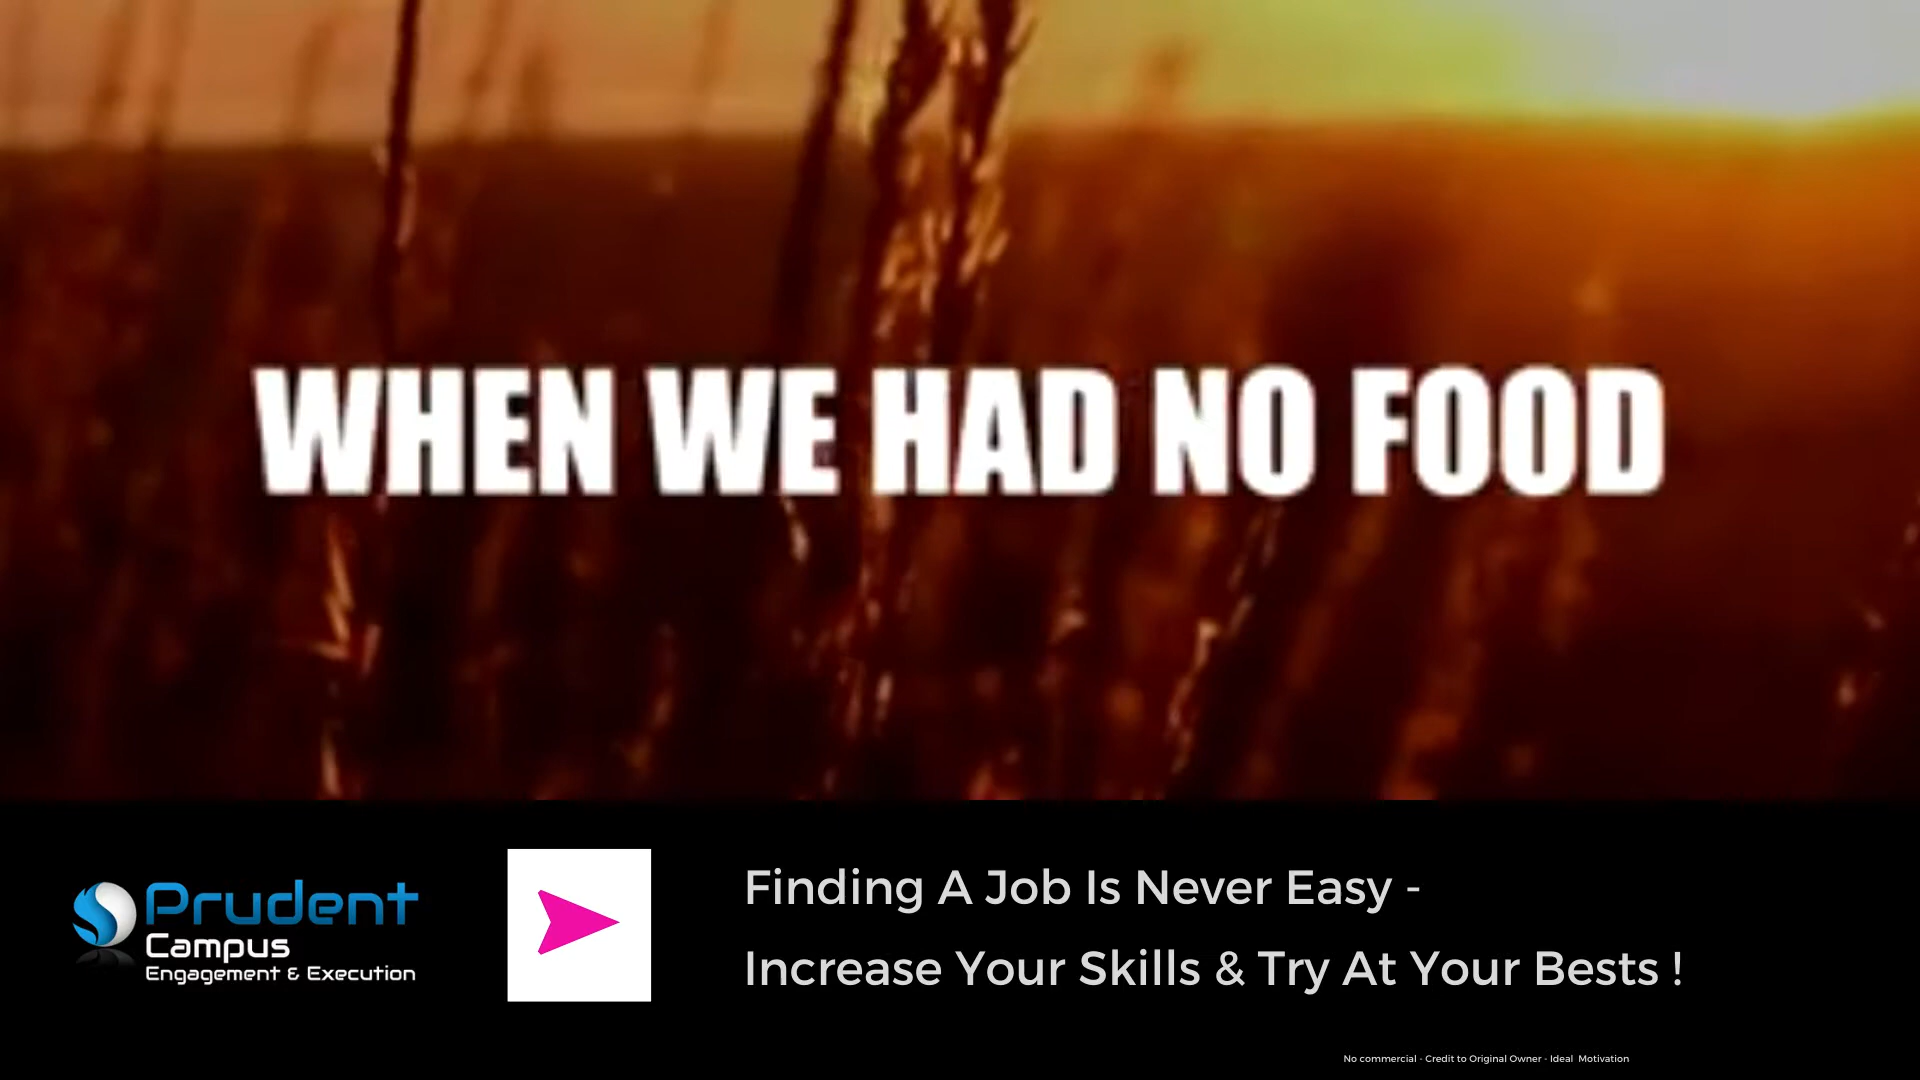 WHEN WE HAD NO FOOD
Prudent
Campus
Engagement & Execution
Finding A Job Is Never Easy -
Increase Your Skills & Try At Your Bests !
No commercial - Credit to Original Owner - Ideal Motivation